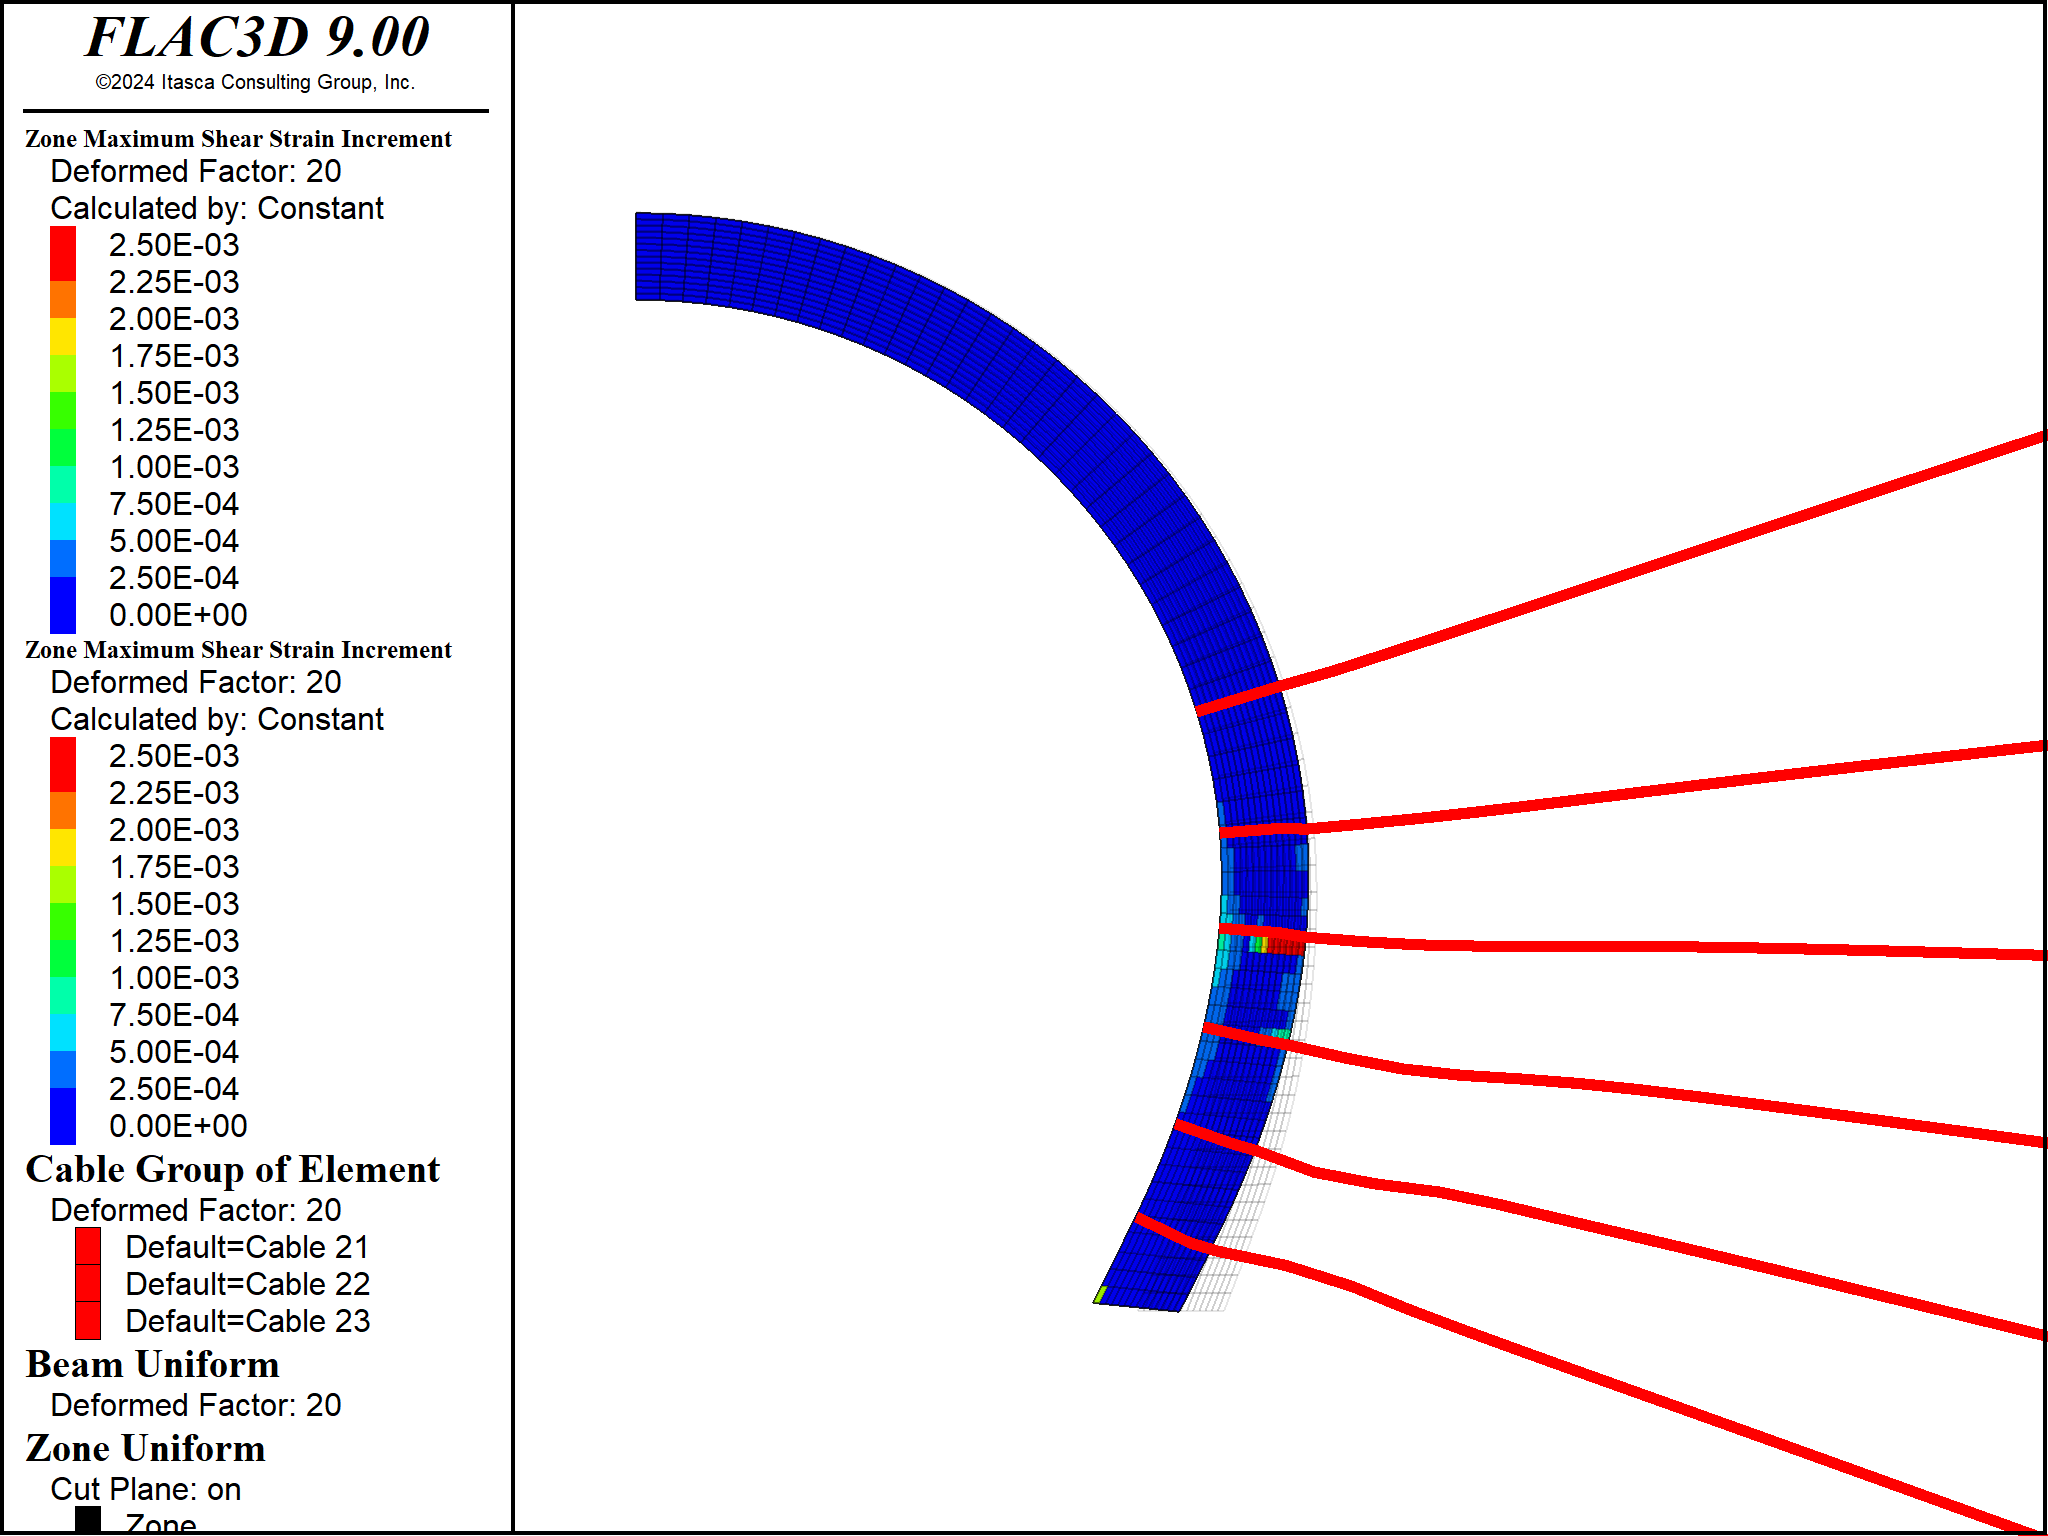 FLAC3D 9.00
©2024 Itasca Consulting Group, Inc.
Zone Maximum Shear Strain Increment
Deformed Factor: 20
Calculated by: Constant
2.50E-03
2.25E-03
2.00E-03
1.75E-03
1.50E-03
1.25E-03
1.00E-03
7.50E-04
5.00E-04
2.50E-04
0.00E+00
Zone Maximum Shear Strain Increment
Deformed Factor: 20
Calculated by: Constant
2.50E-03
2.25E-03
2.00E-03
1.75E-03
1.50E-03
1.25E-03
1.00E-03
7.50E-04
5.00E-04
2.50E-04
0.00E+00
Cable Group of Element
Deformed Factor: 20
Default=Cable 21
Default=Cable 22
Default=Cable 23
Beam Uniform
Deformed Factor: 20
Zone Uniform
Cut Plane: on
Zone